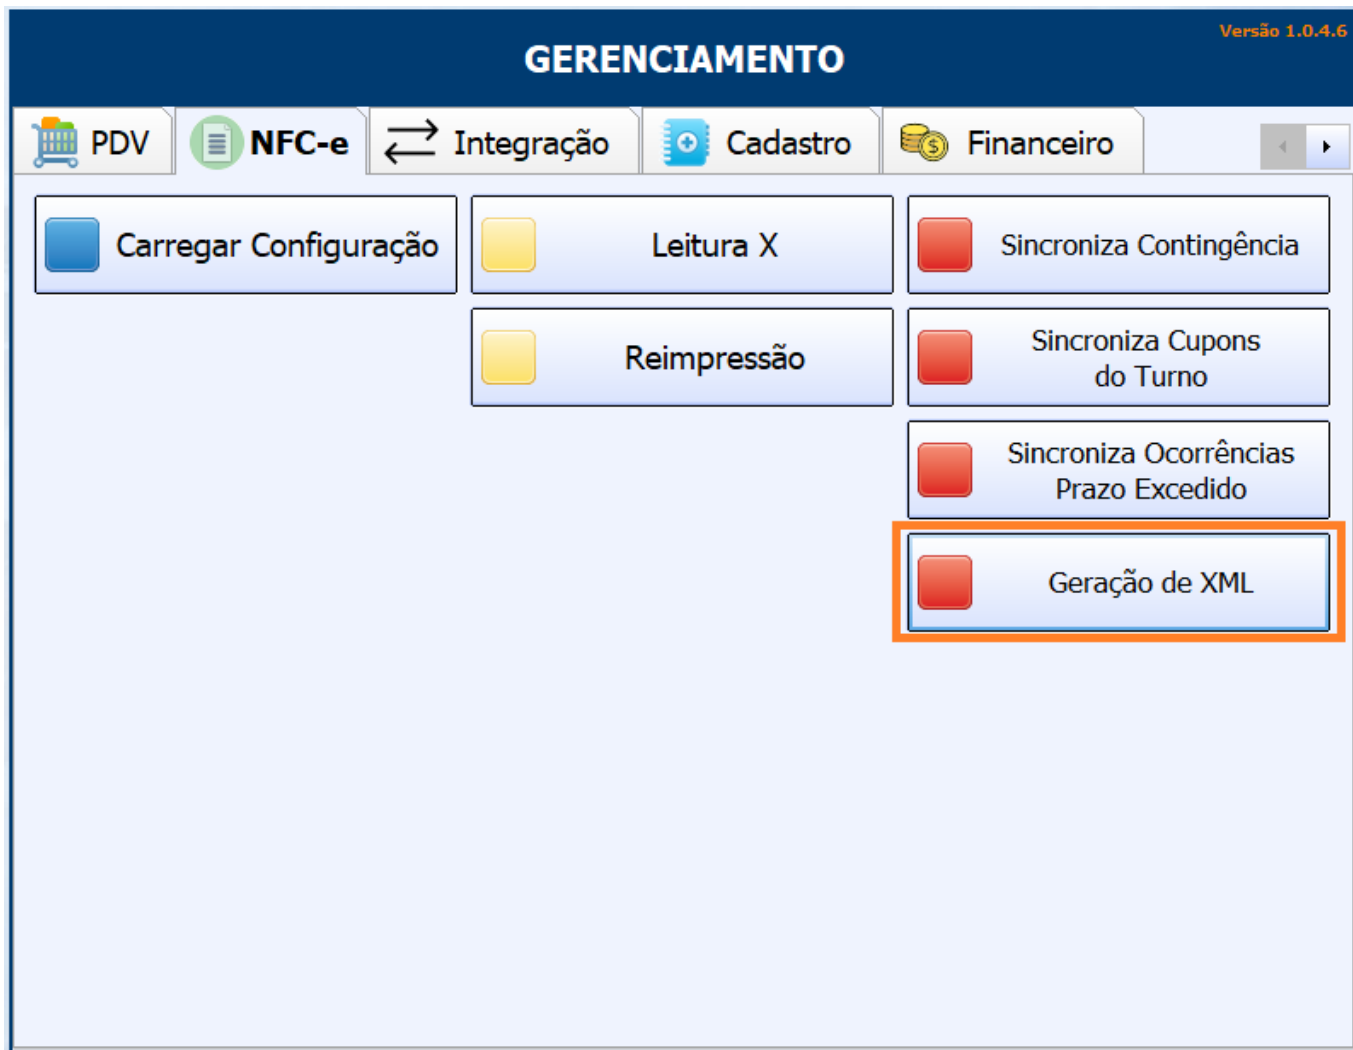 Versão 1.0.4.6
GERENCIAMENTO
PDV
NFC-e
Integração
Cadastro
Financeiro
Carregar Configuração
Leitura X
Sincroniza Contingência
Reimpressão
Sincroniza Cupons
do Turno
Sincroniza Ocorrências
Prazo Excedido
Geração de XML